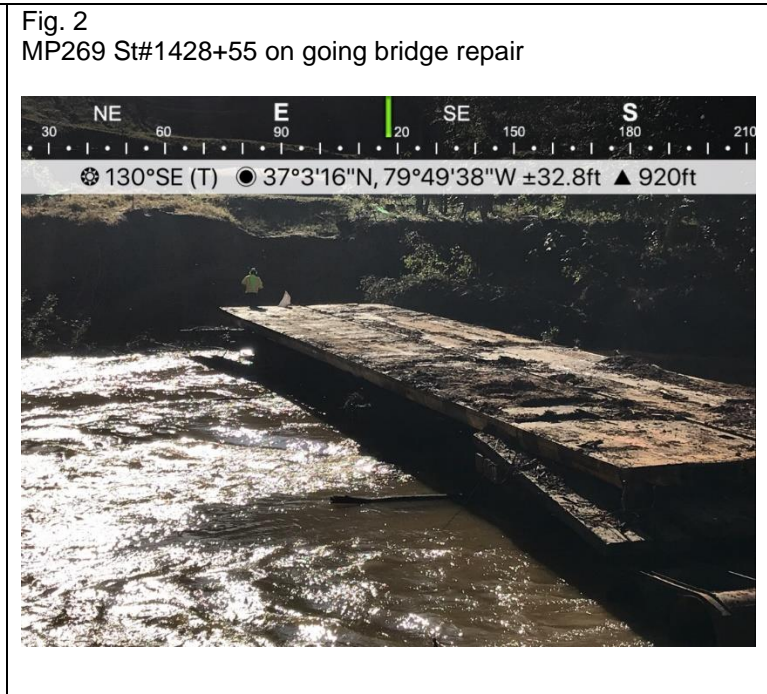 Fig. 2
MP269 St#1428+55 on going bridge repair
NE E SE S
30 60 90 20 150 180 210
130°SE (T) 37°3'16"N, 79°49'38"W ±32.8ft ▲ 920ft